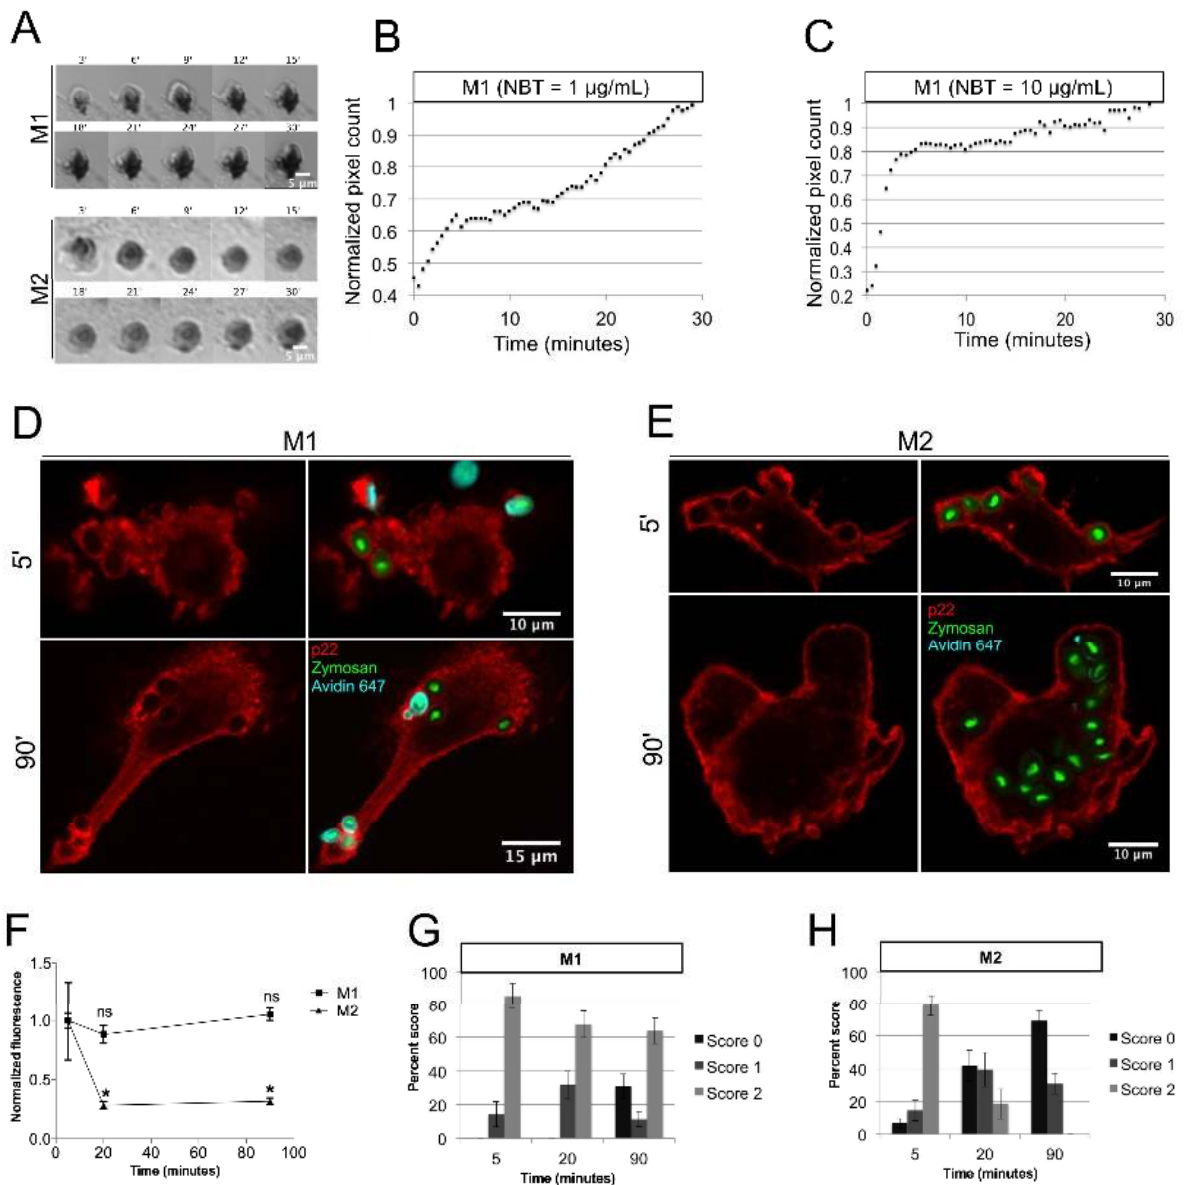 A
3' 6' 9' 12' 15'
M1
18' 21' 24' 27' 30'
5 µm
3' 6' 9' 12' 15'
M2
18' 21' 24' 27' 30'
5 µm
B
M1 (NBT = 1 µg/mL)
Normalized pixel count
1
0.9
0.8
0.7
0.6
0.5
0.4
0 10 20 30
Time (minutes)
C
M1 (NBT = 10 µg/mL)
Normalized pixel count
1
0.9
0.8
0.7
0.6
0.5
0.4
0.3
0.2
0 10 20 30
Time (minutes)
D
M1
5'
10 µm
90'
p22
Zymosan
Avidin 647
15 µm
E
M2
5'
10 µm
90'
p22
Zymosan
Avidin 647
10 µm
F
Normalized fluorescence
1.5
1.0
0.5
0.0
ns
ns
*
*
M1
M2
0 20 40 60 80 100
Time (minutes)
G
M1
Percent score
100
80
60
40
20
0
5 20 90
Time (minutes)
Score 0
Score 1
Score 2
H
M2
Percent score
100
80
60
40
20
0
5 20 90
Time (minutes)
Score 0
Score 1
Score 2